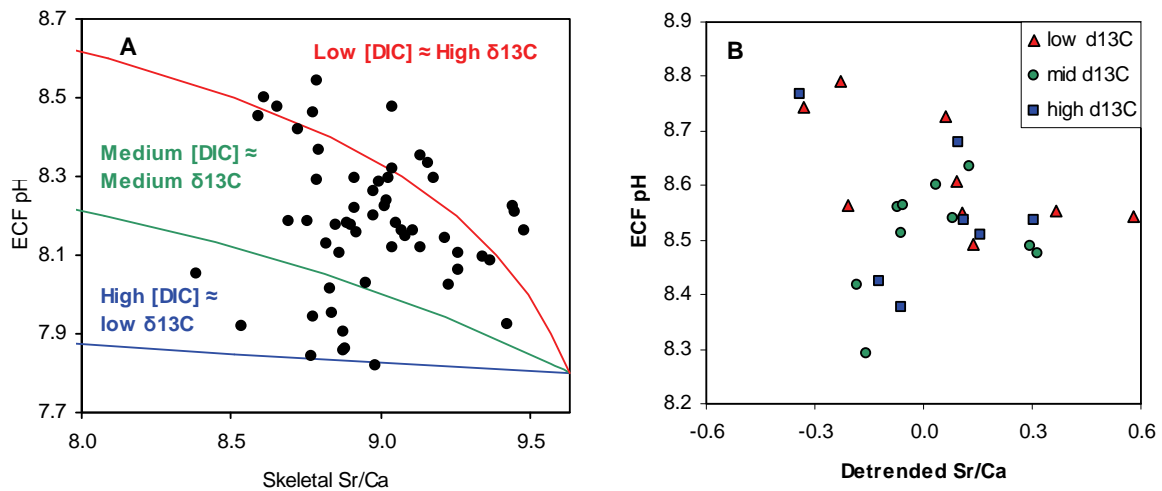 A
Low [DIC] ≈ High δ13C
Medium [DIC] ≈
Medium δ13C
High [DIC] ≈
low δ13C
ECF pH
8.7
8.5
8.3
8.1
7.9
7.7
8.0
8.5
9.0
9.5
Skeletal Sr/Ca
B
low d13C
mid d13C
high d13C
ECF pH
8.9
8.8
8.7
8.6
8.5
8.4
8.3
8.2
-0.6
-0.3
0.0
0.3
0.6
Detrended Sr/Ca